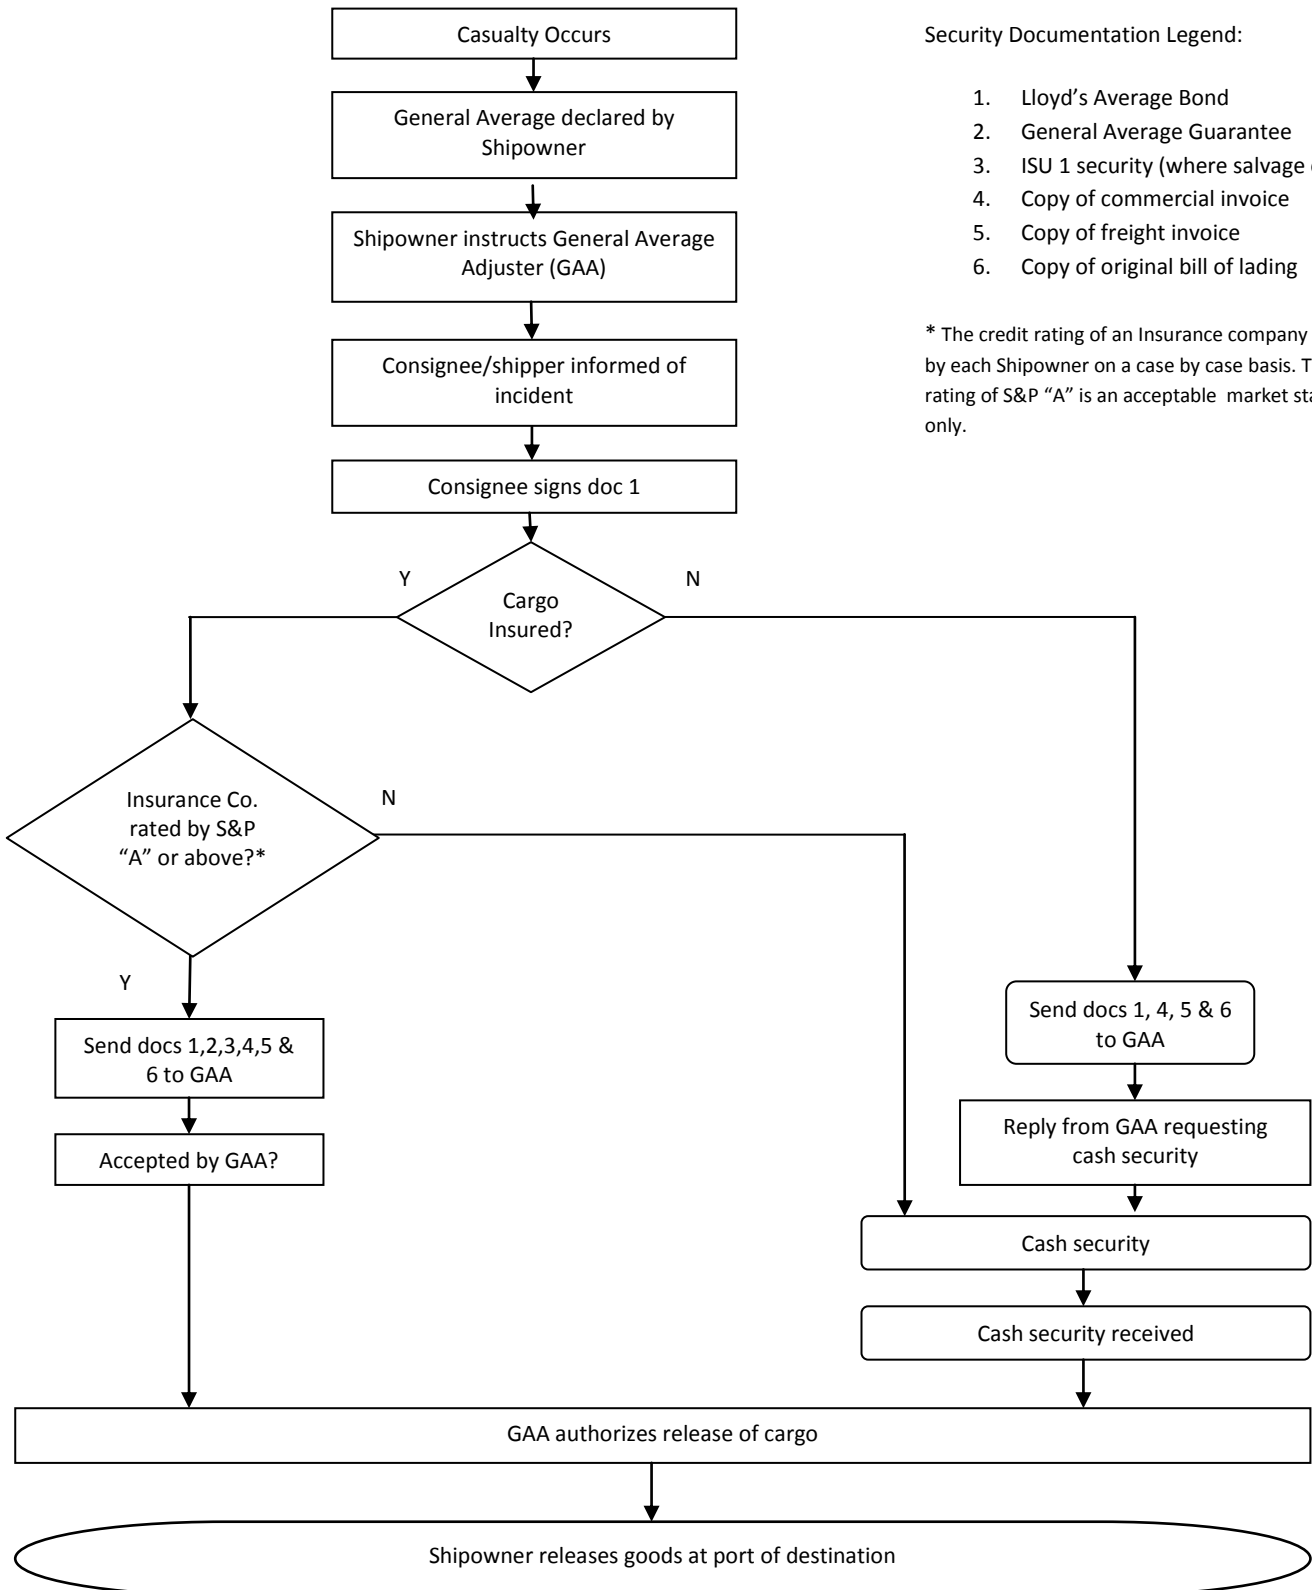 Casualty Occurs
General Average declared by
Shipowner
Shipowner instructs General Average
Adjuster (GAA)
Consignee/shipper informed of
incident
Consignee signs doc 1
Security Documentation Legend:
1. Lloyd’s Average Bond
2. General Average Guarantee
3. ISU 1 security (where salvage
4. Copy of commercial invoice
5. Copy of freight invoice
6. Copy of original bill of lading
* The credit rating of an Insurance company
by each Shipowner on a case by case basis.
rating of S&P “A” is an acceptable market
only.
Y
N
Cargo
Insured?
Insurance Co.
rated by S&P
“A” or above?*
N
Y
Send docs 1,2,3,4,5 &
6 to GAA
Accepted by GAA?
Send docs 1, 4, 5 & 6
to GAA
Reply from GAA requesting
cash security
Cash security
Cash security received
GAA authorizes release of cargo
Shipowner releases goods at port of destination